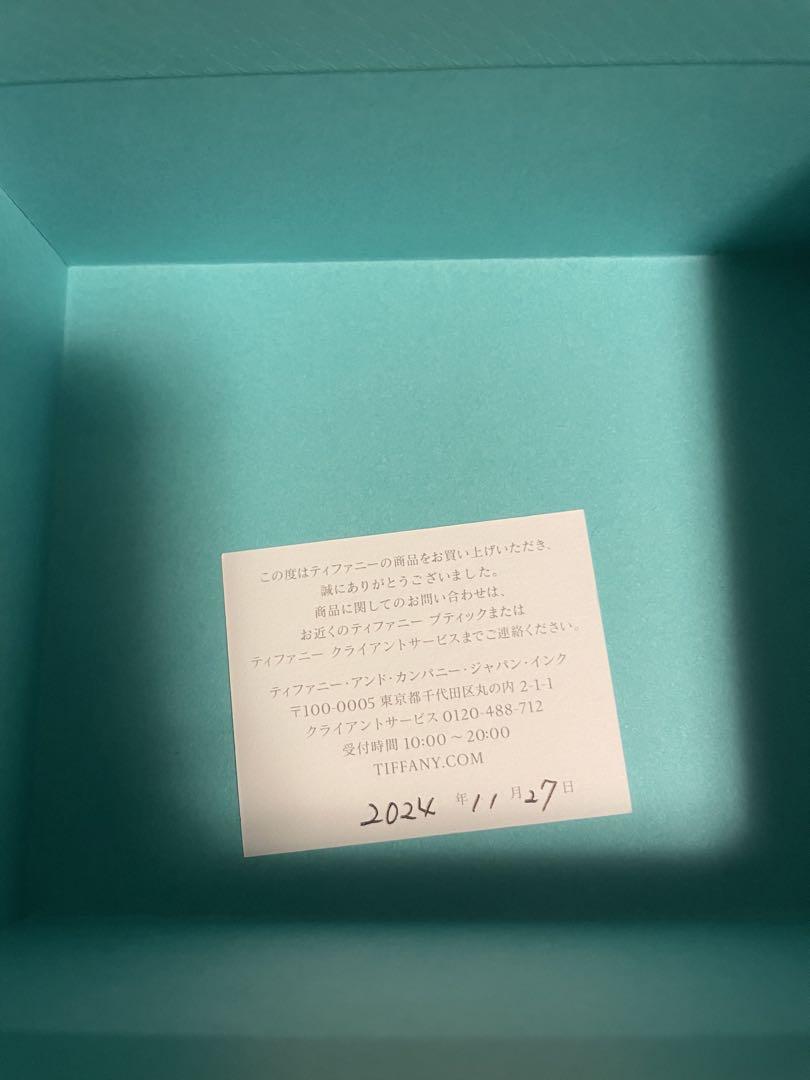 この度はティファニーの商品をお買い上げいただき、
誠にありがとうございました。
商品に関してのお問い合わせは、
お近くのティファニー ブティックまたは
ティファニー クライアントサービスまでご連絡ください。
ティファニー・アンド・カンパニー・ジャパン・インク
〒100-0005 東京都千代田区丸の内 2-1-1
クライアントサービス 0120-488-712
受付時間 10:00 ~ 20:00
TIFFANY.COM
2024 年 11 月 27 日